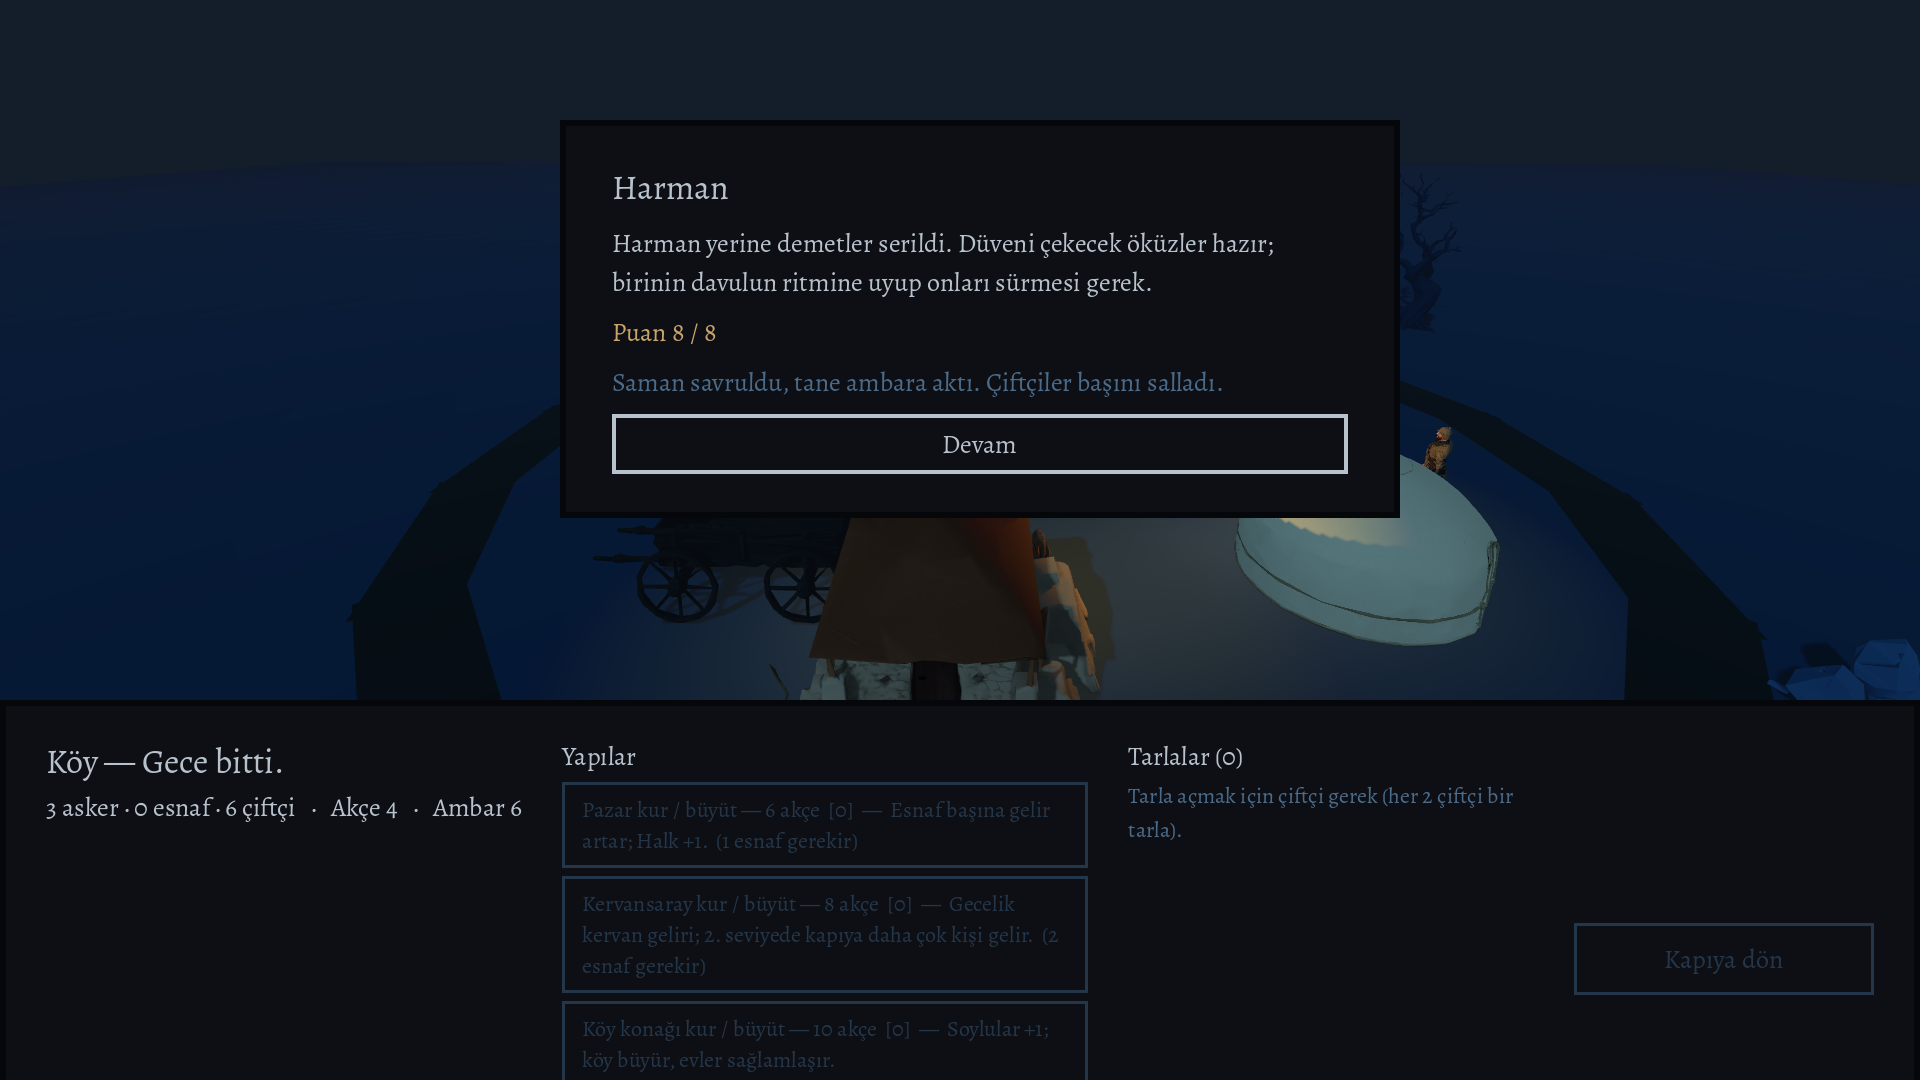 Harman
Harman yerine demetler serildi. Düveni çekecek öküzler hazır;
birinin davulun ritmine uyup onları sürmesi gerek.
Puan 8 / 8
Saman savruldu, tane ambara aktı. Çiftçiler başını salladı.
Devam
Köy — Gece bitti.
3 asker · 0 esnaf · 6 çiftçi · Akçe 4 · Ambar 6
Yapılar
Pazar kur / büyüt — 6 akçe [0] — Esnaf başına gelir
artar; Halk +1. (1 esnaf gerekir)
Kervansaray kur / büyüt — 8 akçe [0] — Gecelik
kervan geliri; 2. seviyede kapıya daha çok kişi gelir. (2
esnaf gerekir)
Köy konağı kur / büyüt — 10 akçe [0] — Soylular +1;
köy büyür, evler sağlamlaşır.
Tarlalar (0)
Tarla açmak için çiftçi gerek (her 2 çiftçi bir
tarla).
Kapıya dön